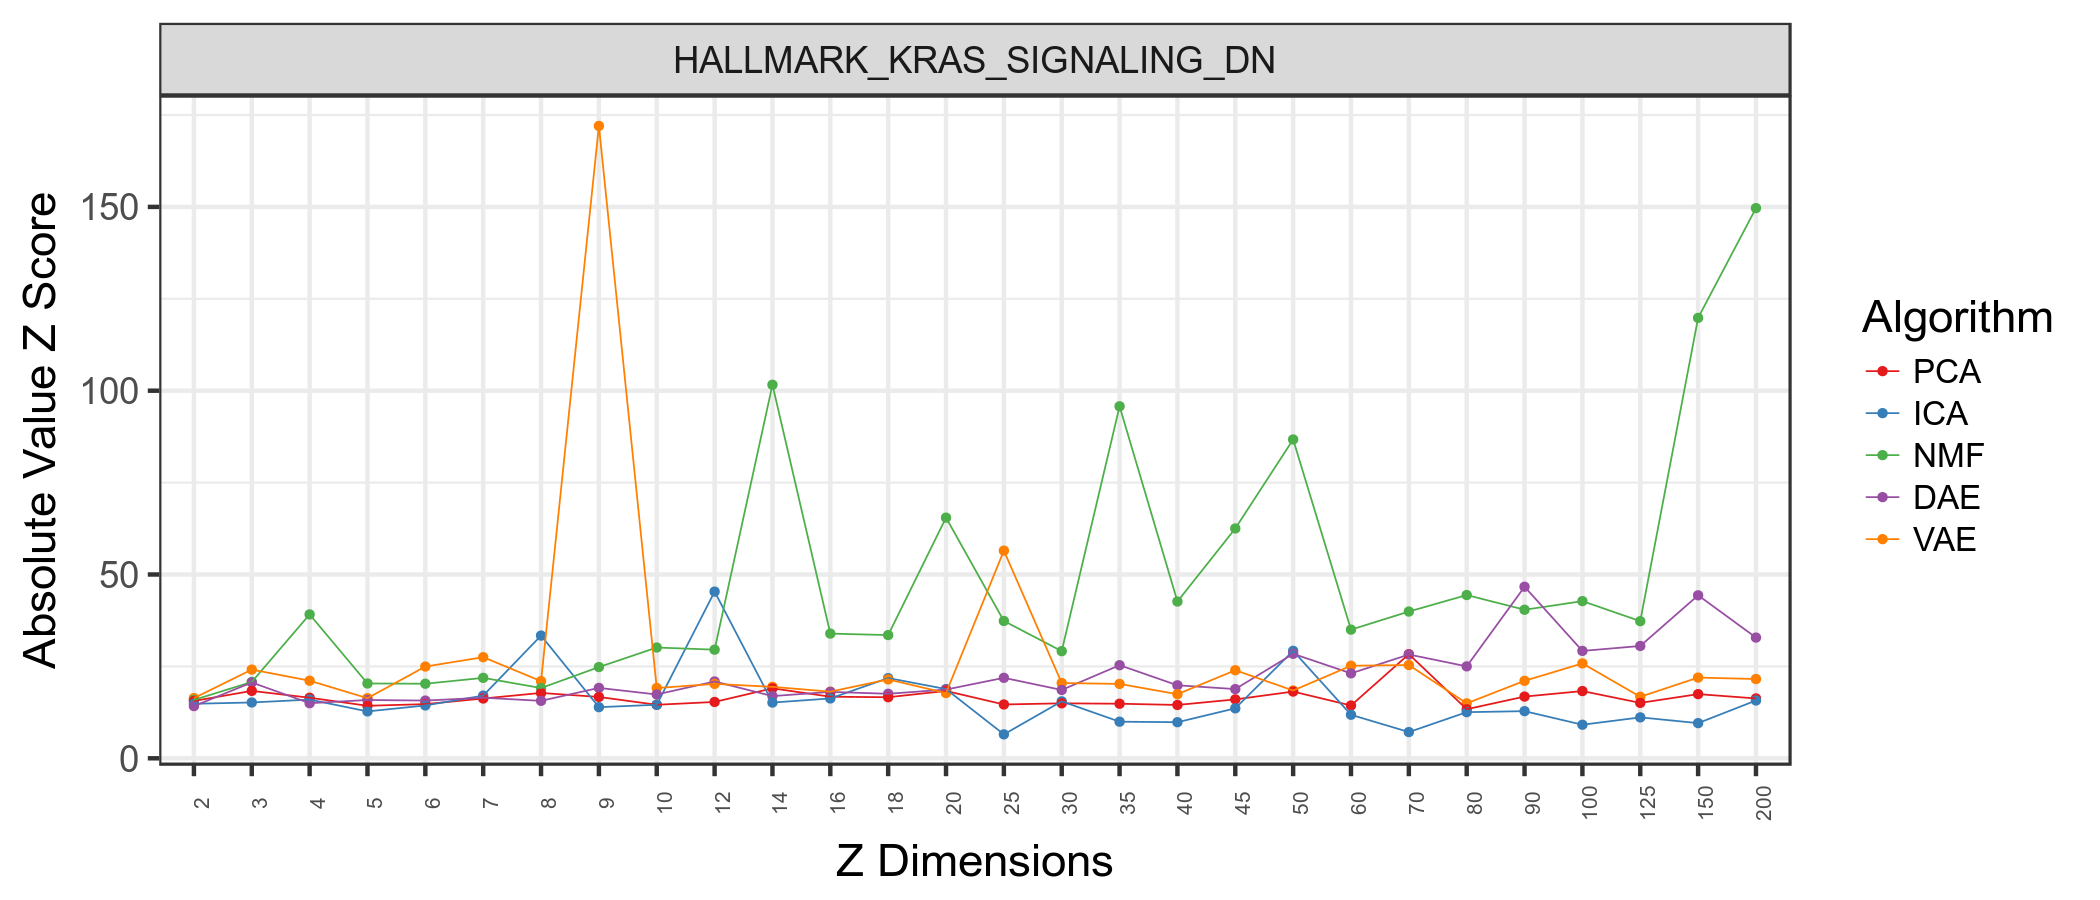 HALLMARK_KRAS_SIGNALING_DN
Absolute Value Z Score
150
100
50
0
2 3 4 5 6 7 8 9 10 12 14 16 18 20 25 30 35 40 45 50 60 70 80 90 100 125 150 200
Z Dimensions
Algorithm
PCA
ICA
NMF
DAE
VAE